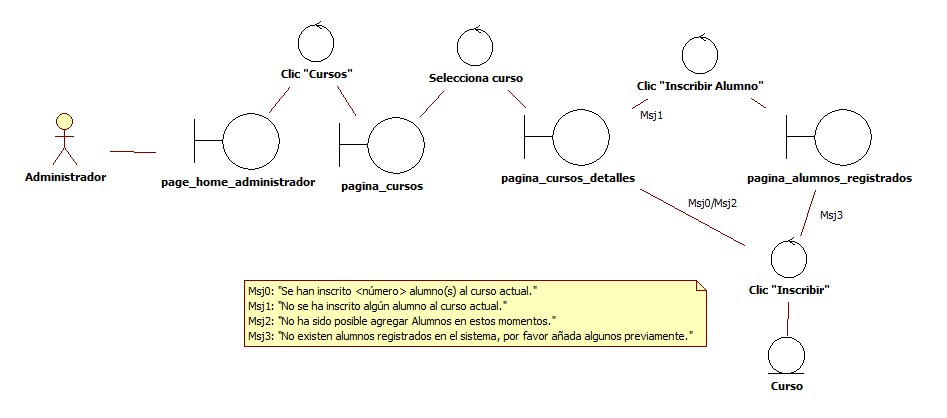 Clic "Cursos"
Selecciona curso
Clic "Inscribir Alumno"
Msj1
Administrador
page_home_administrador
pagina_cursos
pagina_cursos_detalles
pagina_alumnos_registrados
Msj0/Msj2
Msj3
Clic "Inscribir"
Msj0: "Se han inscrito <número> alumno(s) al curso actual."
Msj1: "No se ha inscrito algún alumno al curso actual."
Msj2: "No ha sido posible agregar Alumnos en estos momentos."
Msj3: "No existen alumnos registrados en el sistema, por favor añada algunos previamente."
Curso